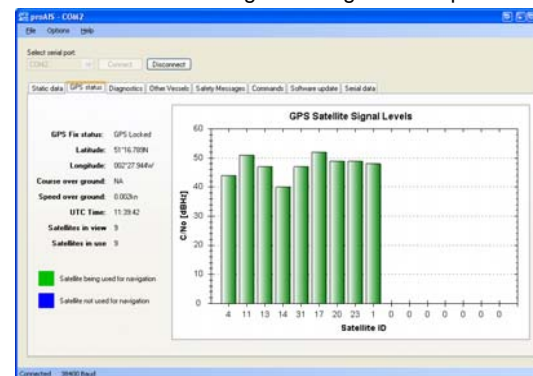 proAIS - COM2
File Options Help
Select serial port:
COM2 Connect Disconnect
Static data GPS status Diagnostics Other Vessels Safety Messages Commands Software update Serial data
GPS Satellite Signal Levels
GPS Fix status: GPS Locked
Latitude: 51°16.789N
Longitude: 002°27.944W
Course over ground: NA
Speed over ground: 0.002kn
UTC Time: 11:39:42
Satellites in view 9
Satellites in use 9
Satellite being used for navigation
Satellite not used for navigation
C/No [dBHz]
60
50
40
30
20
10
0
4 11 13 14 31 17 20 23 1 0 0 0 0 0 0
Satellite ID
Connected - 38400 Baud